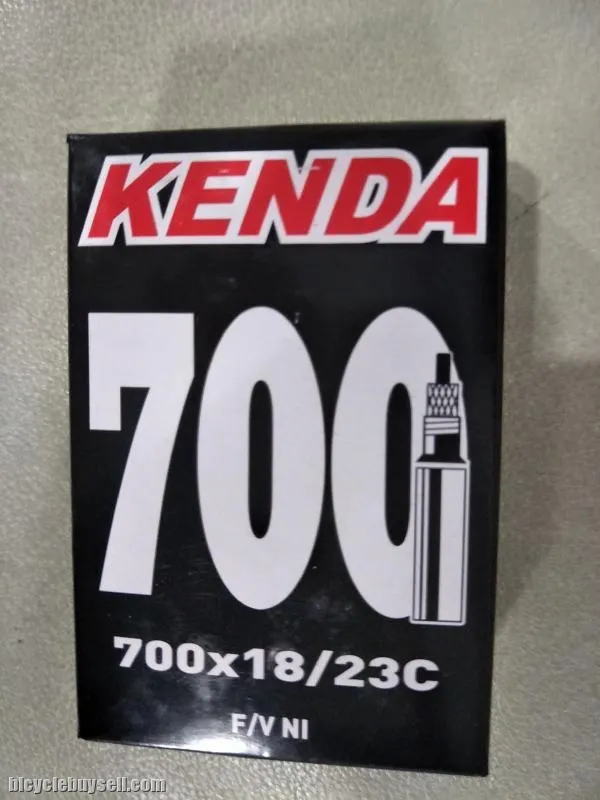 KENDA
700
700x18/23C
F/V NI
bicyclebuysell.com